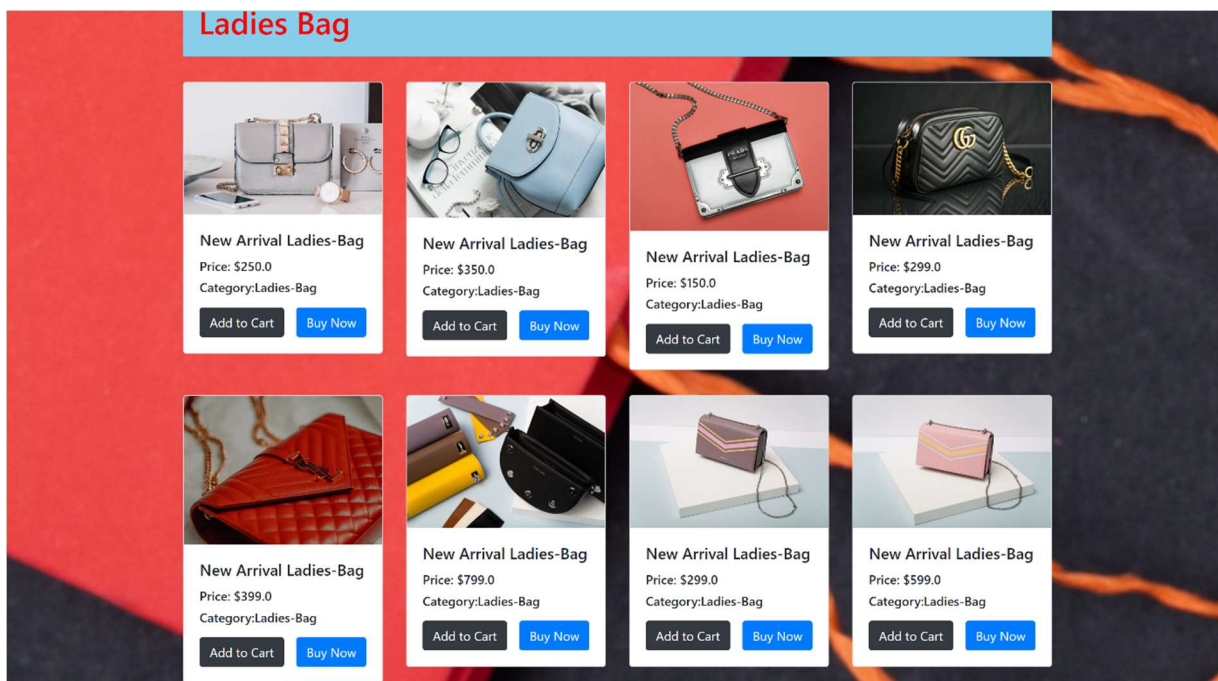 Ladies Bag
PRADA
GG
New Arrival Ladies-Bag
Price: $250.0
Category:Ladies-Bag
Add to Cart
Buy Now
New Arrival Ladies-Bag
Price: $350.0
Category:Ladies-Bag
Add to Cart
Buy Now
New Arrival Ladies-Bag
Price: $150.0
Category:Ladies-Bag
Add to Cart
Buy Now
New Arrival Ladies-Bag
Price: $299.0
Category:Ladies-Bag
Add to Cart
Buy Now
YSL
New Arrival Ladies-Bag
Price: $399.0
Category:Ladies-Bag
Add to Cart
Buy Now
New Arrival Ladies-Bag
Price: $799.0
Category:Ladies-Bag
Add to Cart
Buy Now
New Arrival Ladies-Bag
Price: $299.0
Category:Ladies-Bag
Add to Cart
Buy Now
New Arrival Ladies-Bag
Price: $599.0
Category:Ladies-Bag
Add to Cart
Buy Now